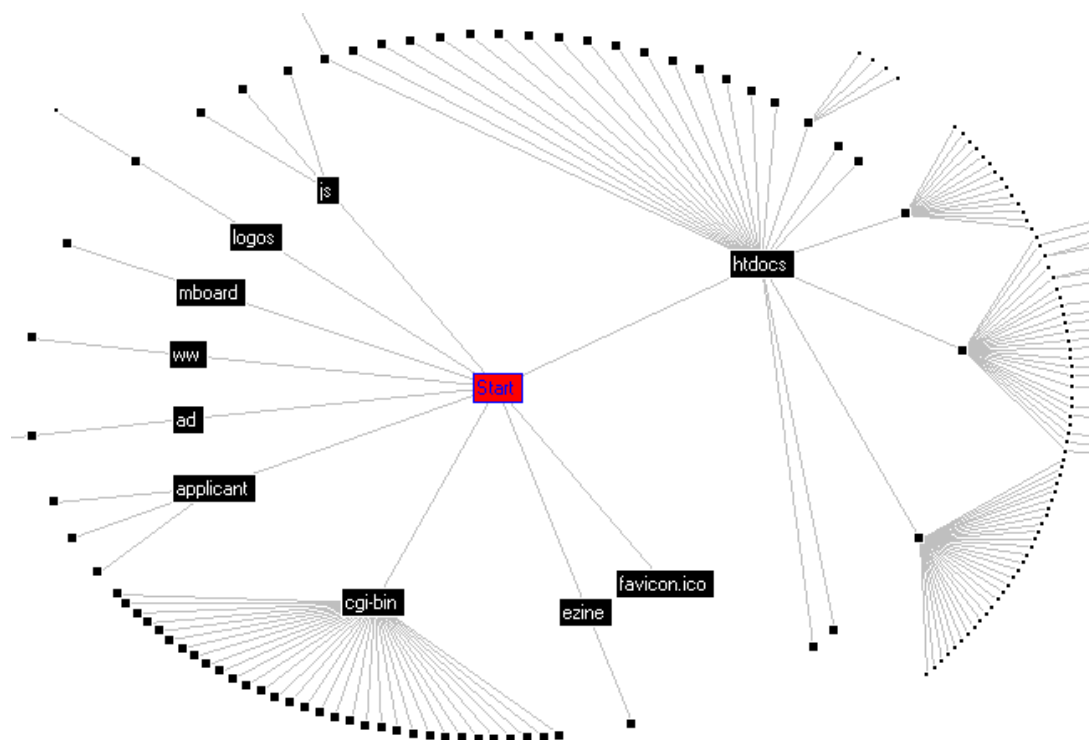 js
logos
htdocs
mboard
ww
Start
ad
applicant
favicon.ico
cgi-bin
ezine